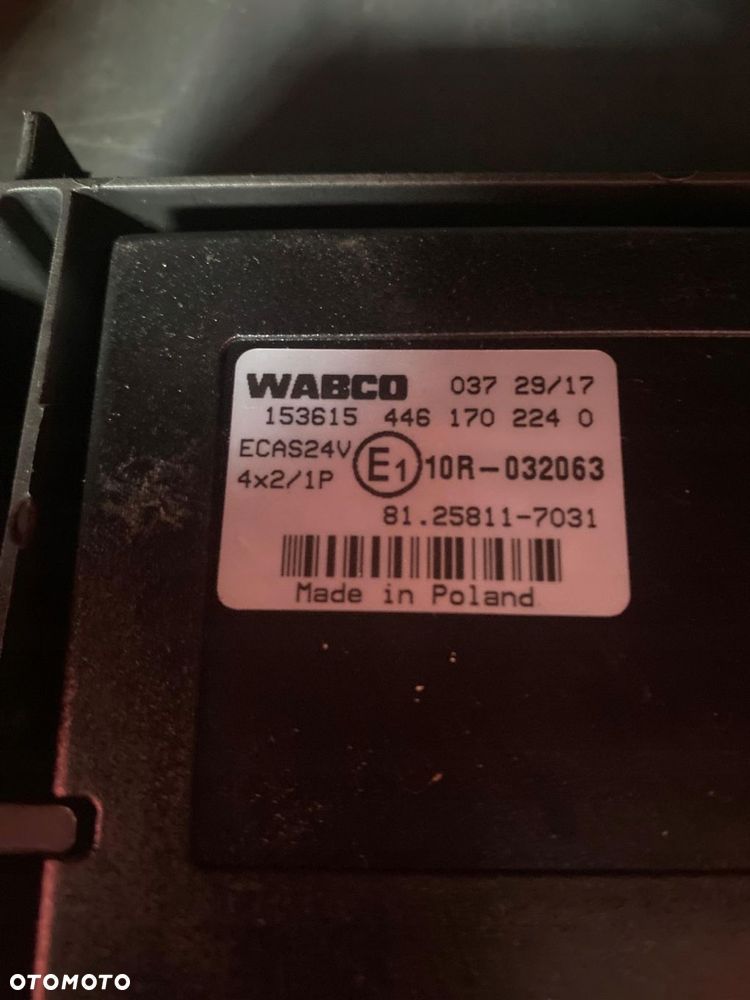 WABCO 037 29/17
153615 446 170 224 0
ECAS24V E1 10R-032063
4x2/1P
81.25811-7031
Made in Poland
OTOMOTO